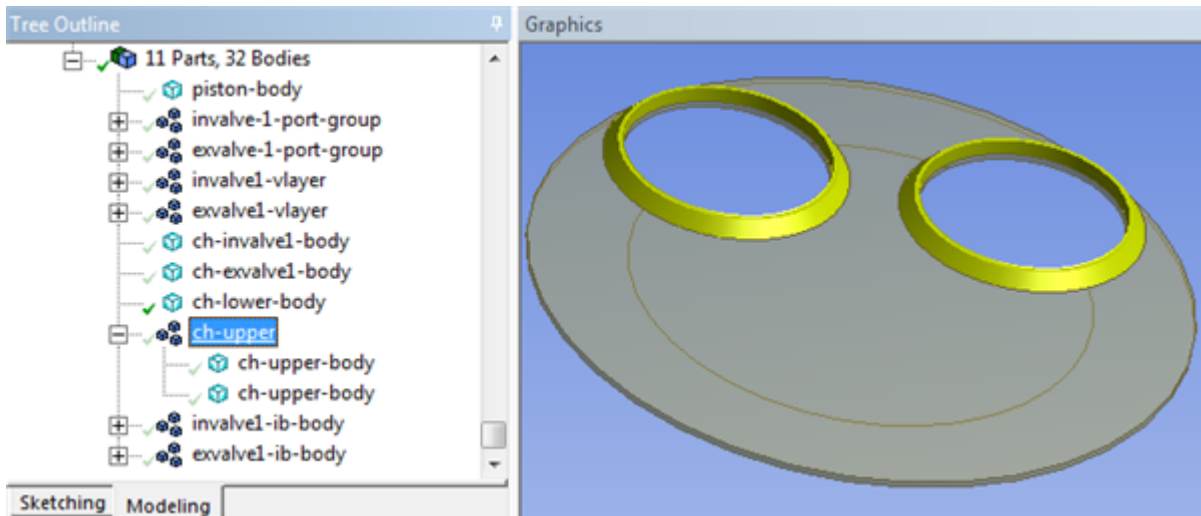 Tree Outline
Graphics
11 Parts, 32 Bodies
piston-body
invalve-1-port-group
exvalve-1-port-group
invalve1-vlayer
exvalve1-vlayer
ch-invalve1-body
ch-exvalve1-body
ch-lower-body
ch-upper
ch-upper-body
ch-upper-body
invalve1-ib-body
exvalve1-ib-body
Sketching Modeling